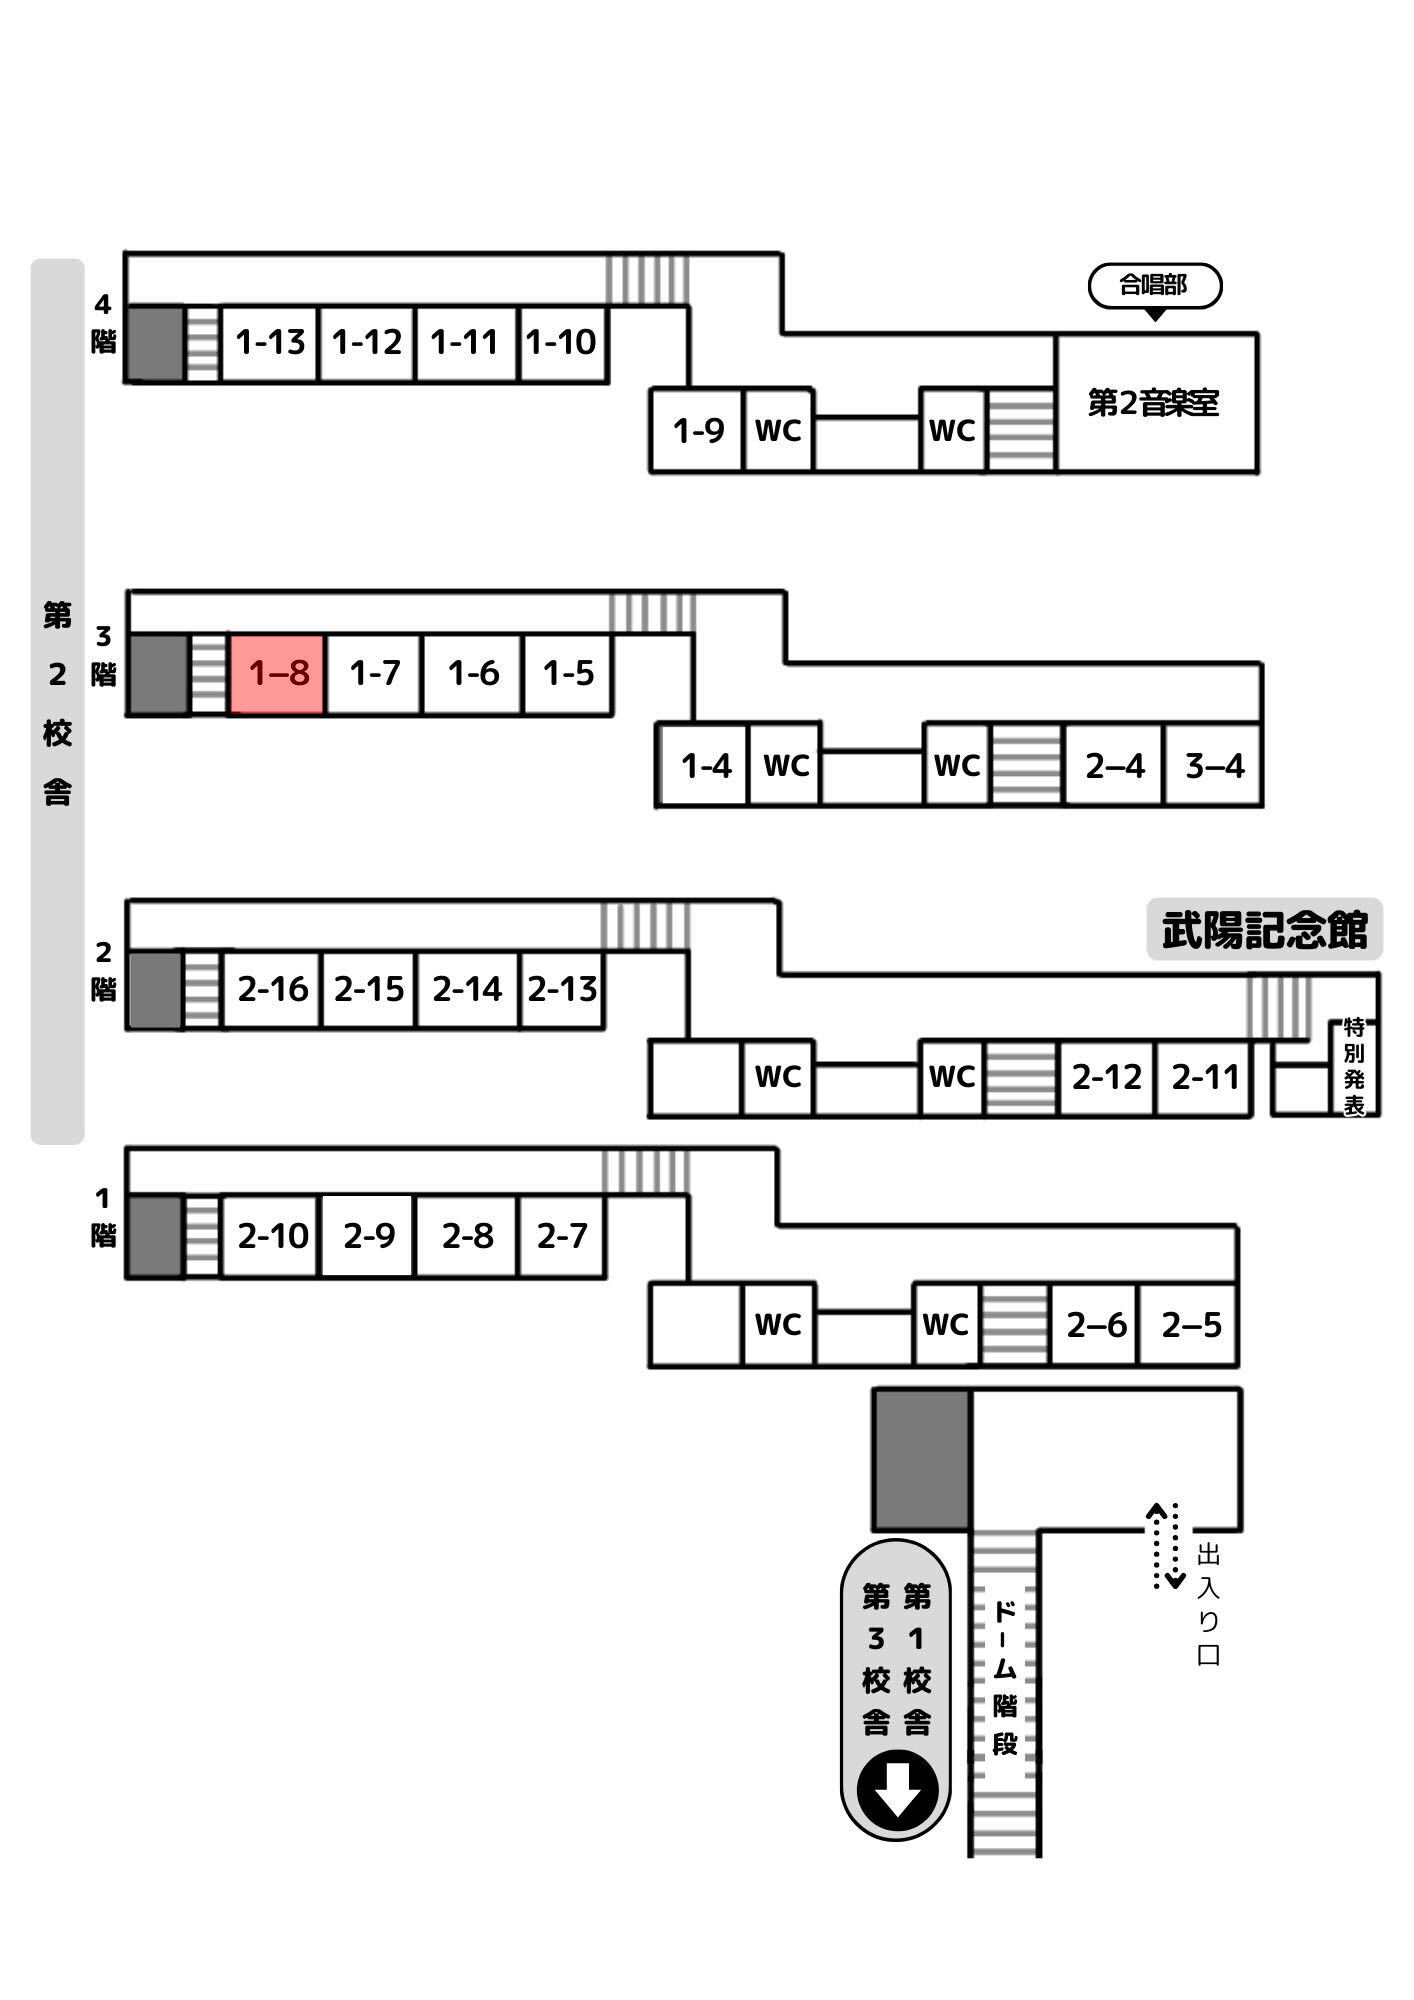 第2校舎
4階
合唱部
1-13 1-12 1-11 1-10
1-9 WC WC 第2音楽室
3階
1–8 1-7 1-6 1-5
1-4 WC WC 2–4 3–4
武陽記念館
2階
2-16 2-15 2-14 2-13
WC WC 2-12 2-11
特別発表
1階
2-10 2-9 2-8 2-7
WC WC 2–6 2–5
出入り口
第1校舎
第3校舎
ドーム階段